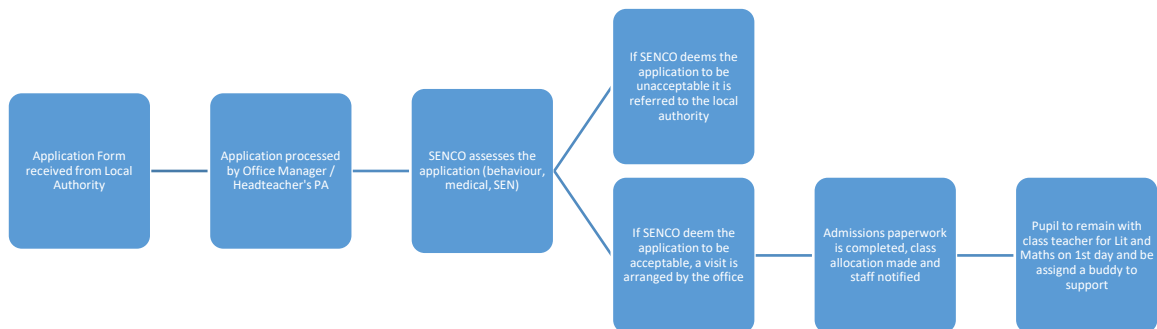 Application Form
received from Local
Authority
Application processed
by Office Manager /
Headteacher's PA
SENCO assesses the
application (behaviour,
medical, SEN)
If SENCO deems the
application to be
unacceptable it is
referred to the local
authority
If SENCO deem the
application to be
acceptable, a visit is
arranged by the office
Admissions paperwork
is completed, class
allocation made and
staff notified
Pupil to remain with
class teacher for Lit and
Maths on 1st day and be
assignd a buddy to
support